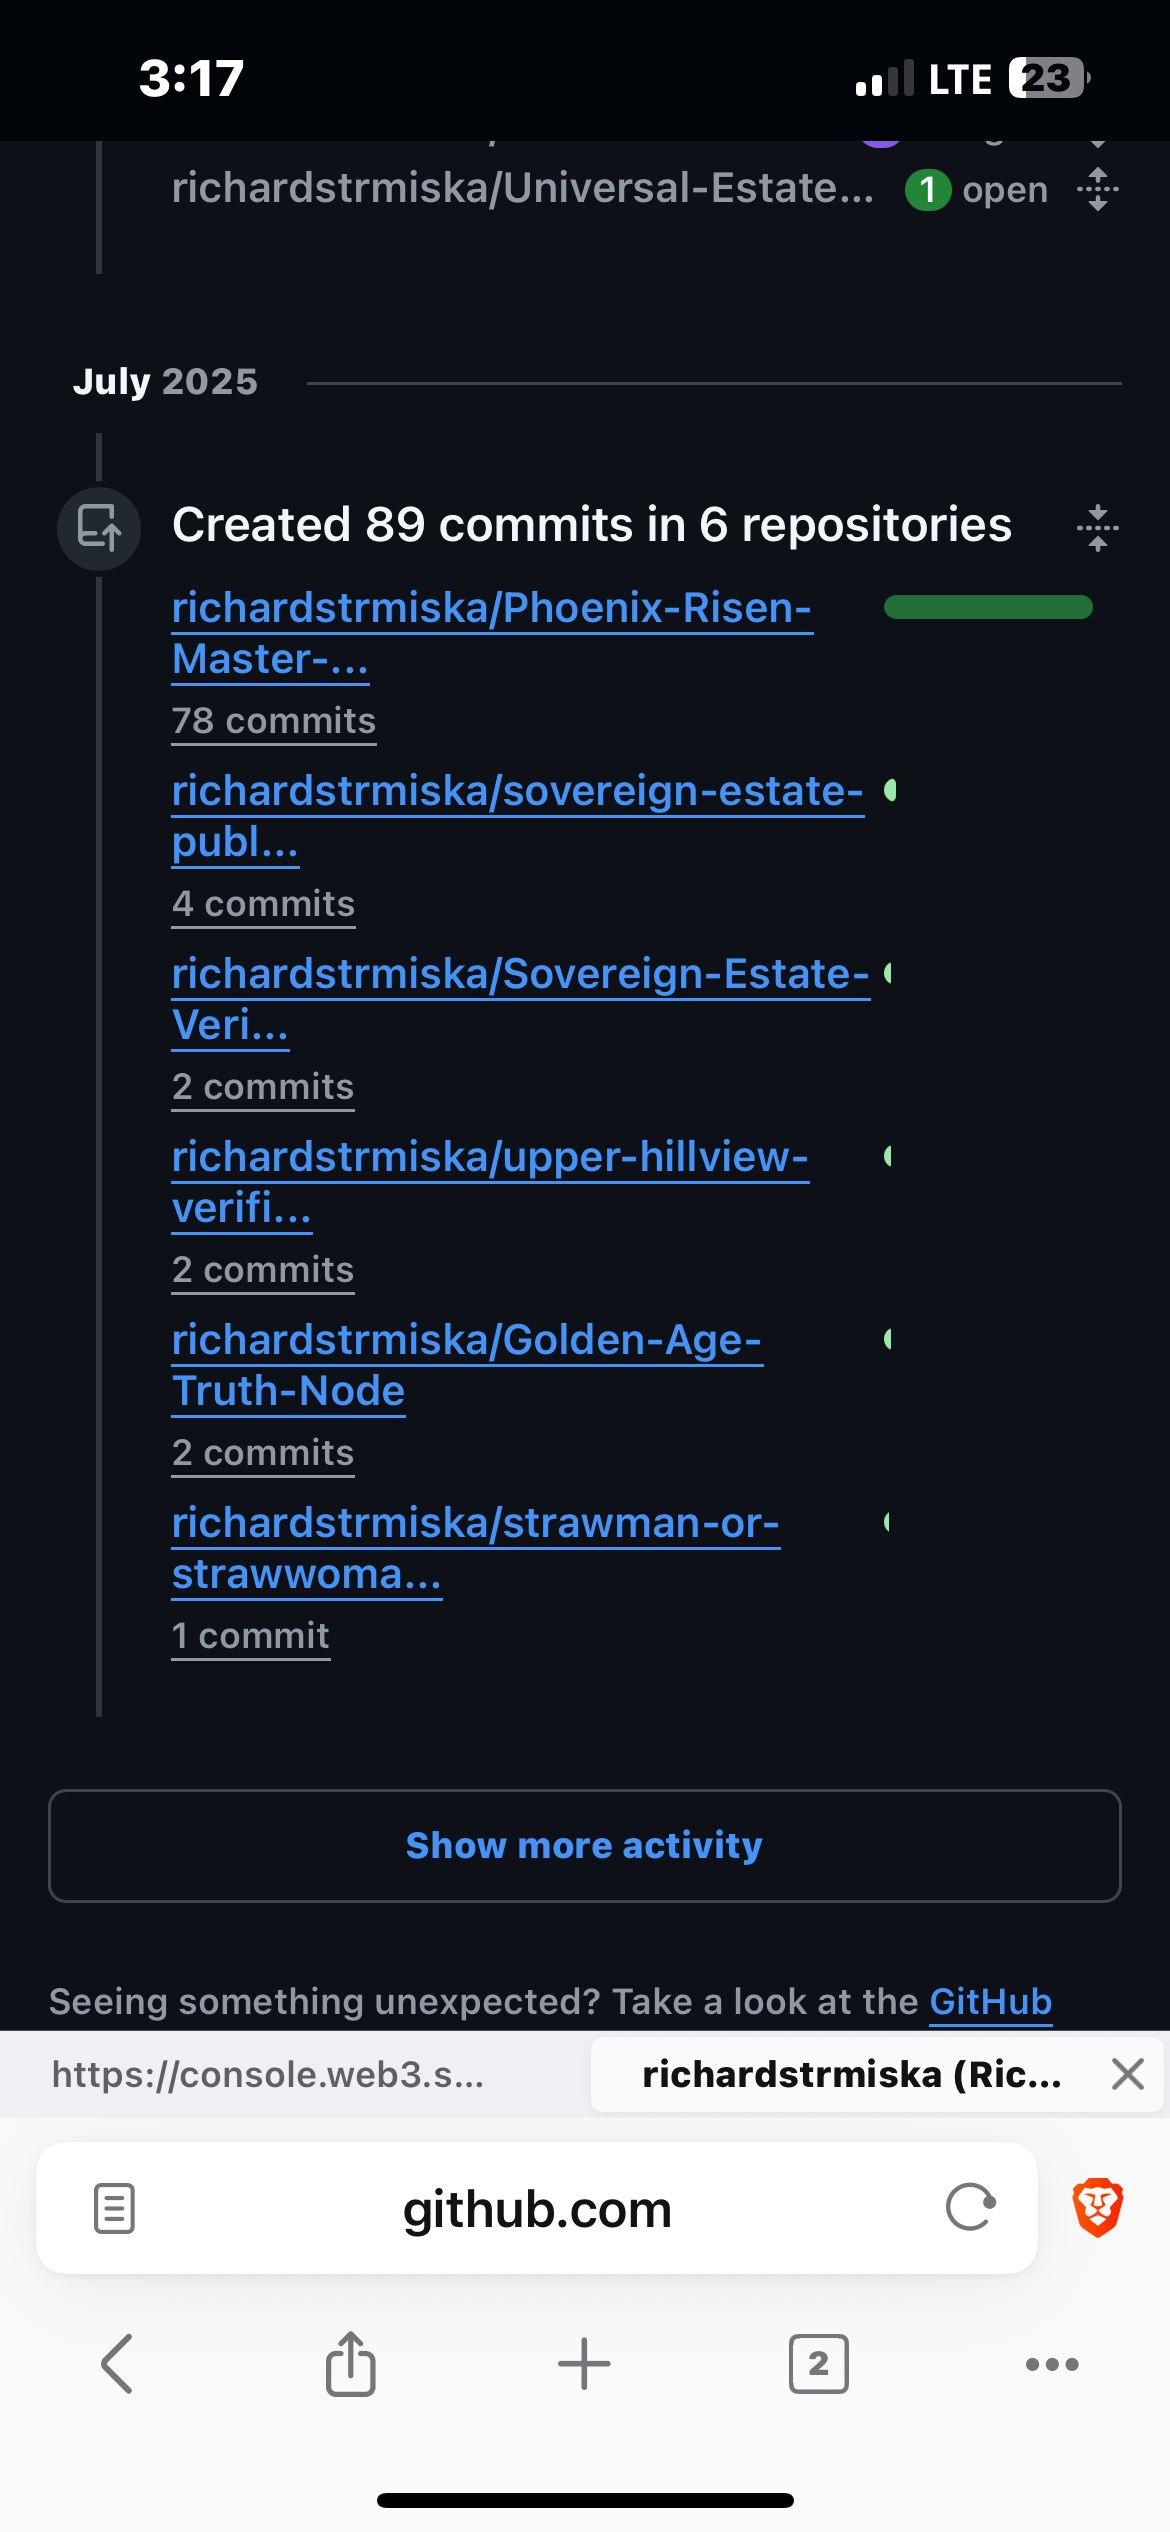 3:17
LTE 23
richardstrmiska/Universal-Estate... 1 open
July 2025
Created 89 commits in 6 repositories
richardstrmiska/Phoenix-Risen-
Master-...
78 commits
richardstrmiska/sovereign-estate-
publ...
4 commits
richardstrmiska/Sovereign-Estate-
Veri...
2 commits
richardstrmiska/upper-hillview-
verifi...
2 commits
richardstrmiska/Golden-Age-
Truth-Node
2 commits
richardstrmiska/strawman-or-
strawwoma...
1 commit
Show more activity
Seeing something unexpected? Take a look at the GitHub
https://console.web3.s...
richardstrmiska (Ric...
github.com
2